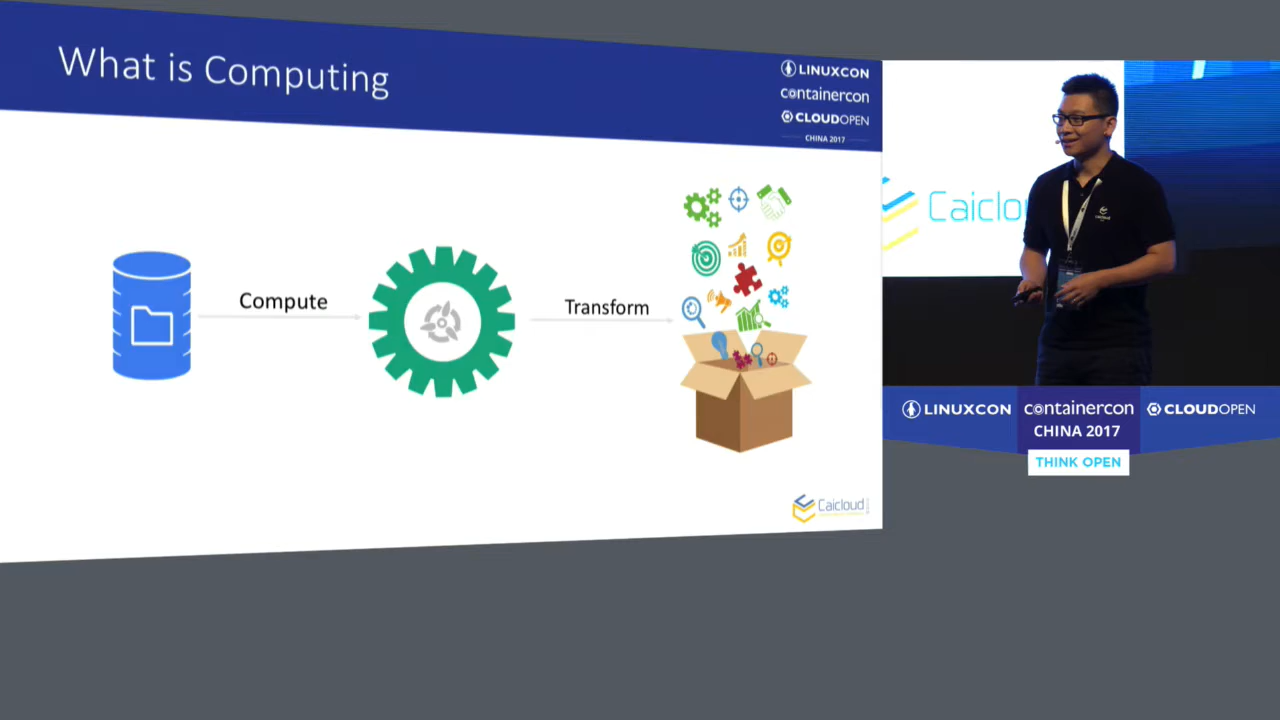 What is Computing
LINUXCON
containercon
CLOUDOPEN
CHINA 2017
Compute
Transform
Caicloud
Caiclo
caicloud
LINUXCON containercon CLOUDOPEN
CHINA 2017
THINK OPEN